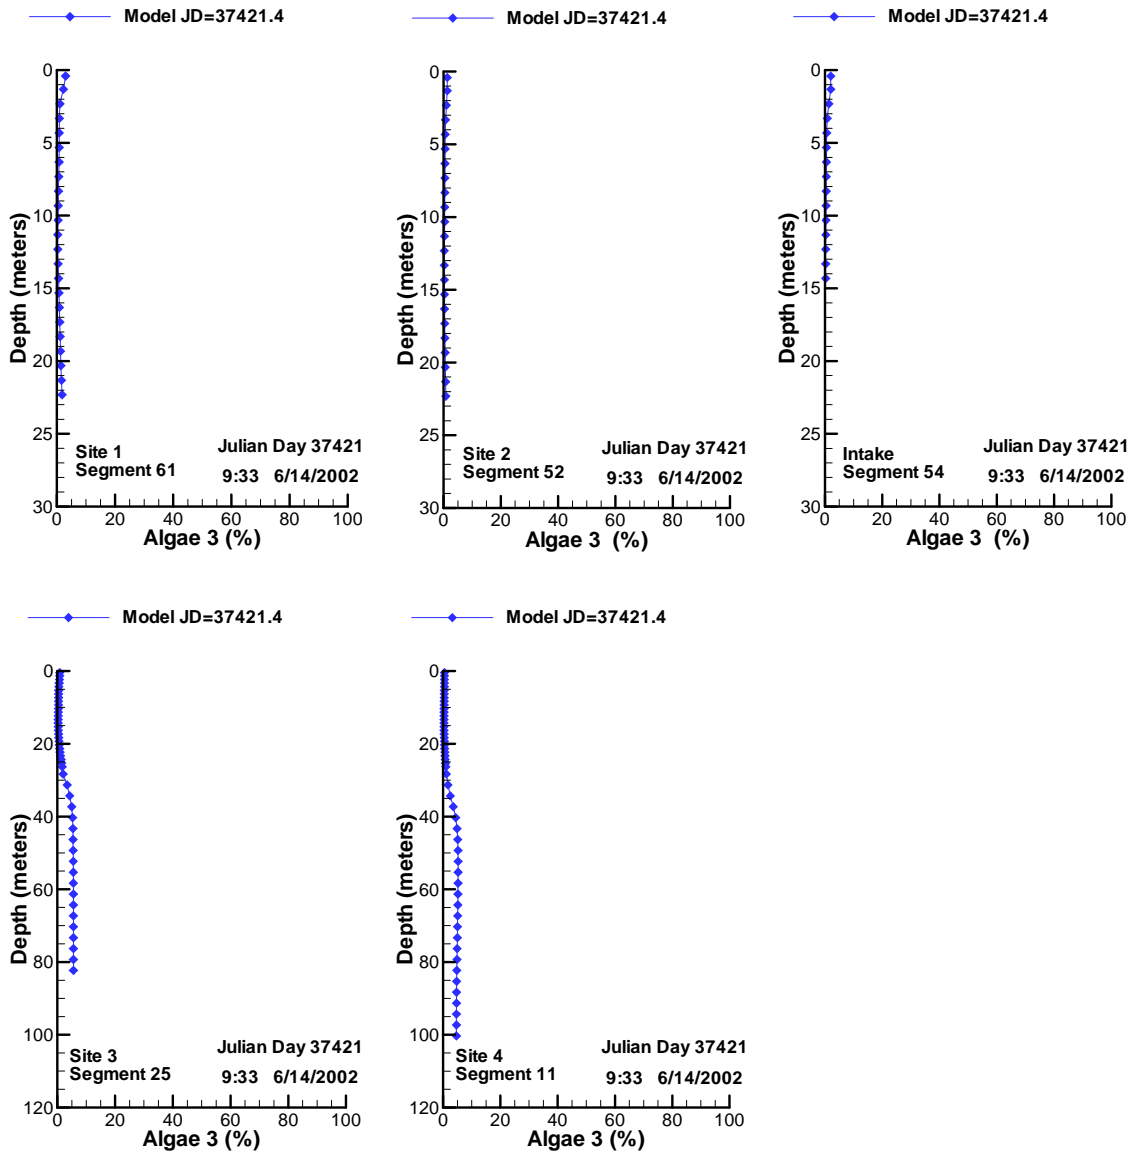 Model JD=37421.4
0
5
10
15
20
25
30
Depth (meters)
Site 1
Segment 61
Julian Day 37421
9:33 6/14/2002
0 20 40 60 80 100
Algae 3 (%)
Model JD=37421.4
0
5
10
15
20
25
30
Depth (meters)
Site 2
Segment 52
Julian Day 37421
9:33 6/14/2002
0 20 40 60 80 100
Algae 3 (%)
Model JD=37421.4
0
5
10
15
20
25
30
Depth (meters)
Intake
Segment 54
Julian Day 37421
9:33 6/14/2002
0 20 40 60 80 100
Algae 3 (%)
Model JD=37421.4
0
20
40
60
80
100
120
Depth (meters)
Site 3
Segment 25
Julian Day 37421
9:33 6/14/2002
0 20 40 60 80 100
Algae 3 (%)
Model JD=37421.4
0
20
40
60
80
100
120
Depth (meters)
Site 4
Segment 11
Julian Day 37421
9:33 6/14/2002
0 20 40 60 80 100
Algae 3 (%)